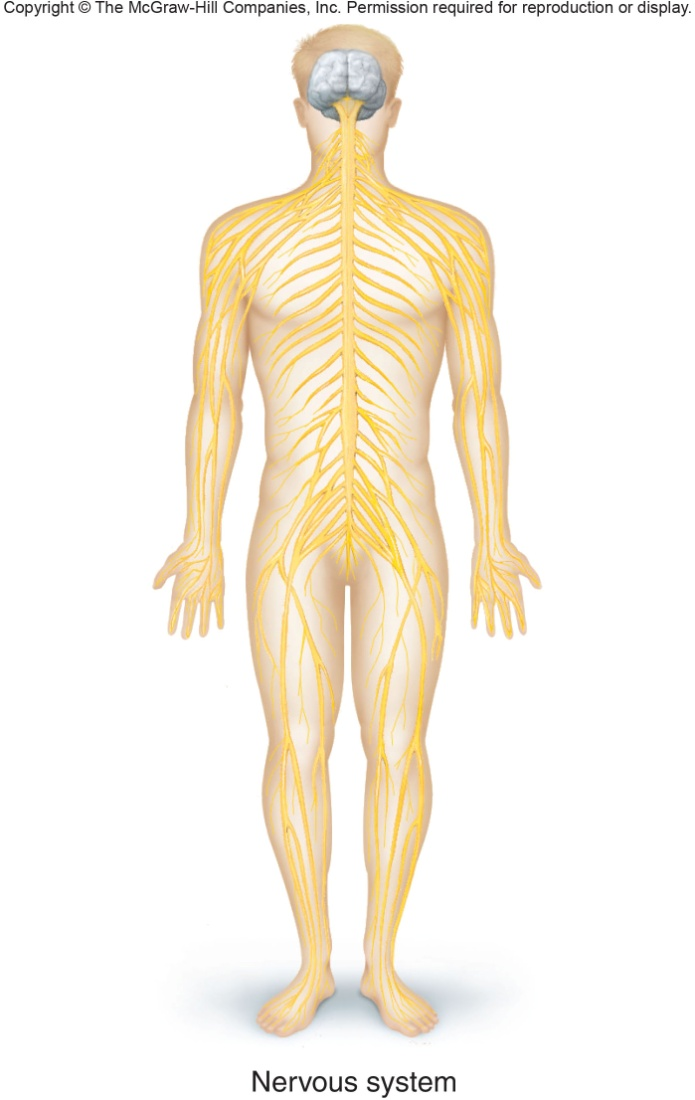 Copyright © The McGraw-Hill Companies, Inc. Permission required for reproduction or display.
Nervous system